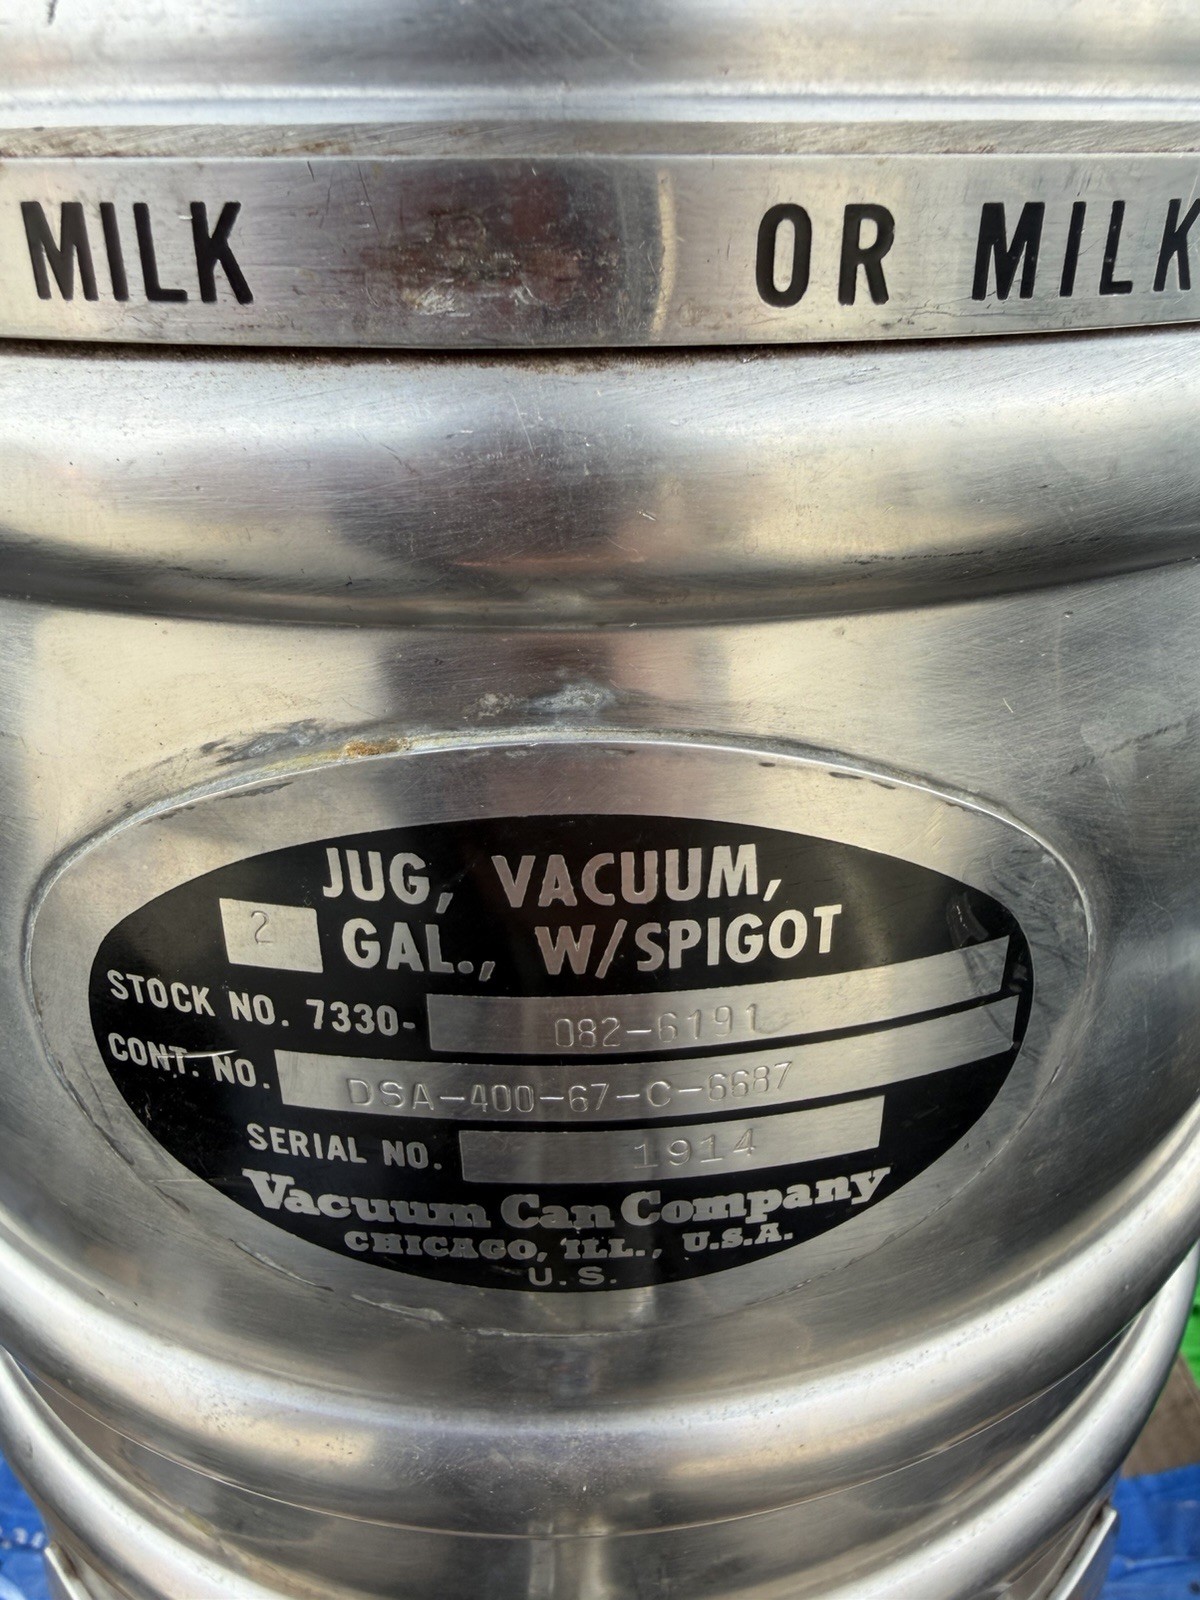 MILK OR MILK
JUG, VACUUM,
2 GAL., W/SPIGOT
STOCK NO. 7330- 082-6191
CONT. NO. DSA-400-67-C-6687
SERIAL NO. 1914
Vacuum Can Company
CHICAGO, ILL., U.S.A.
U.S.